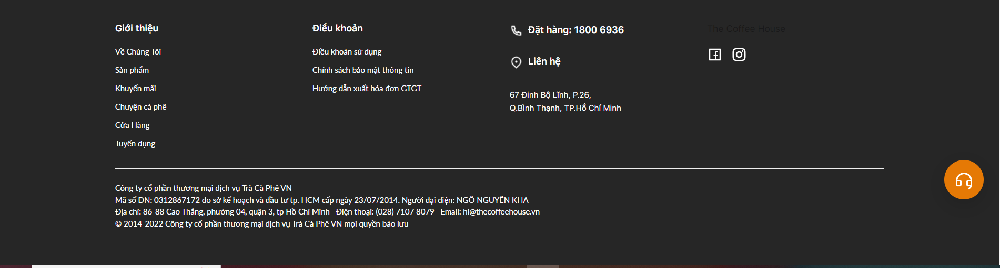 Giới thiệu
Về Chúng Tôi
Sản phẩm
Khuyến mãi
Chuyện cà phê
Cửa Hàng
Tuyển dụng
Điều khoản
Điều khoản sử dụng
Chính sách bảo mật thông tin
Hướng dẫn xuất hóa đơn GTGT
Đặt hàng: 1800 6936
Liên hệ
67 Đinh Bộ Lĩnh, P.26,
Q.Bình Thạnh, TP.Hồ Chí Minh
The Coffee House
Công ty cổ phần thương mại dịch vụ Trà Cà Phê VN
Mã số DN: 0312867172 do sở kế hoạch và đầu tư tp. HCM cấp ngày 23/07/2014. Người đại diện: NGÔ NGUYÊN KHA
Địa chỉ: 86-88 Cao Thắng, phường 04, quận 3, tp Hồ Chí Minh Điện thoại: (028) 7107 8079 Email: hi@thecoffeehouse.vn
© 2014-2022 Công ty cổ phần thương mại dịch vụ Trà Cà Phê VN mọi quyền bảo lưu